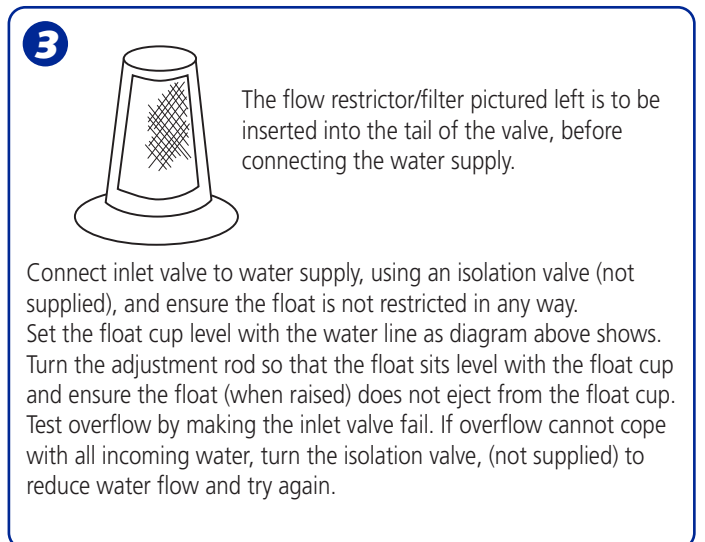 3
The flow restrictor/filter pictured left is to be
inserted into the tail of the valve, before
connecting the water supply.
Connect inlet valve to water supply, using an isolation valve (not
supplied), and ensure the float is not restricted in any way.
Set the float cup level with the water line as diagram above shows.
Turn the adjustment rod so that the float sits level with the float cup
and ensure the float (when raised) does not eject from the float cup.
Test overflow by making the inlet valve fail. If overflow cannot cope
with all incoming water, turn the isolation valve, (not supplied) to
reduce water flow and try again.